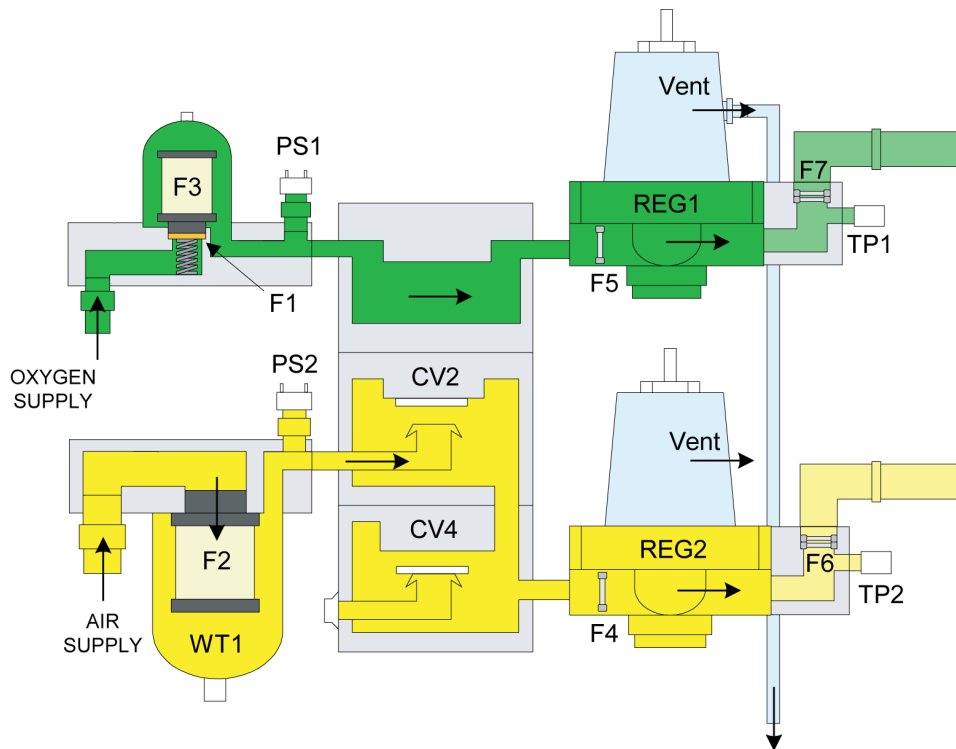 Vent
PS1
F7
F3
REG1
TP1
F5
F1
OXYGEN
SUPPLY
PS2
CV2
Vent
CV4
REG2
F2
F6
TP2
F4
AIR
SUPPLY
WT1